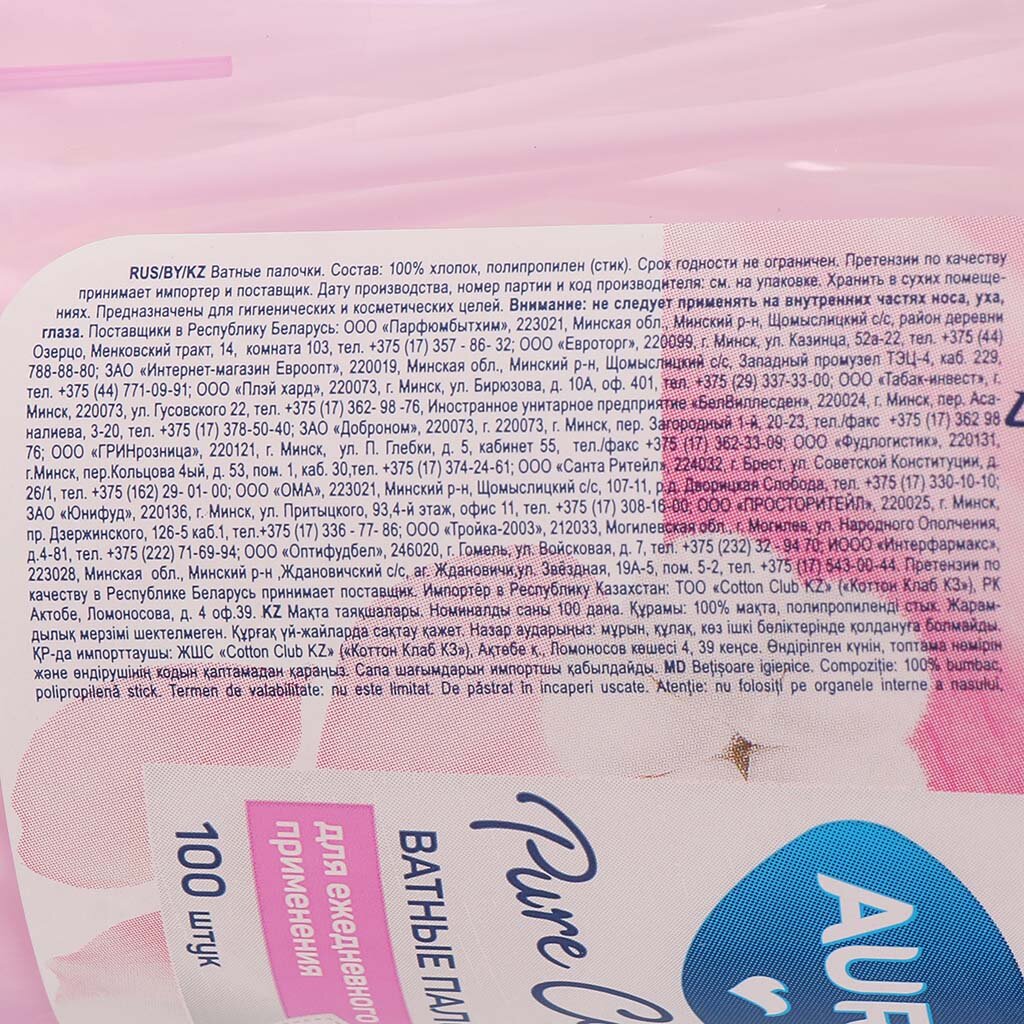 RUS/BY/KZ Ватные палочки. Состав: 100% хлопок, полипропилен (стик). Срок годности не ограничен. Претензии по качеству
принимает импортер и поставщик. Дату производства, номер партии и код производителя: см. на упаковке. Хранить в сухих помеще-
ниях. Предназначены для гигиенических и косметических целей. Внимание: не следует применять на внутренних частях носа, уха,
глаза. Поставщики в Республику Беларусь: ООО «Парфюмбытхим», 223021, Минская обл., Минский р-н, Щомыслицкий с/с, район деревни
Озерцо, Менковский тракт, 14, комната 103, тел. +375 (17) 357 - 86- 32; ООО «Евроторг», 220099, г. Минск, ул. Казинца, 52а-22, тел. +375 (44)
788-88-80; ЗАО «Интернет-магазин Евроопт», 220019, Минская обл., Минский р-н, Щомыслицкий с/с, Западный промузел ТЭЦ-4, каб. 229,
тел. +375 (44) 771-09-91; ООО «Плэй хард», 220073, г. Минск, ул. Бирюзова, д. 10А, оф. 401, тел. +375 (29) 337-33-00; ООО «Табак-инвест», г.
Минск, 220073, ул. Гусовского 22, тел. +375 (17) 362- 98 -76, Иностранное унитарное предприятие «БелВиллесден», 220024, г. Минск, пер. Аса-
налиева, 3-20, тел. +375 (17) 378-50-40; ЗАО «Доброном», 220073, г. 220073, г. Минск, пер. Загородный 1-й, 20-23, тел./факс +375 (17) 362 98
76; ООО «ГРИНрозница», 220121, г. Минск, ул. П. Глебки, д. 5, кабинет 55, тел./факс +375 (17) 362-33-09; ООО «Фудлогистик», 220131,
г.Минск, пер.Кольцова 4ый, д. 53, пом. 1, каб. 30,тел. +375 (17) 374-24-61; ООО «Санта Ритейл», 224032, г. Брест, ул. Советской Конституции, д.
26/1, тел. +375 (162) 29- 01- 00; ООО «ОМА», 223021, Минский р-н, Щомыслицкий с/с, 107-11, р.д. Дворицкая Слобода, тел. +375 (17) 330-10-10;
ЗАО «Юнифуд», 220136, г. Минск, ул. Притыцкого, 93,4-й этаж, офис 11, тел. +375 (17) 308-16-00; ООО «ПРОСТОРИТЕЙЛ», 220025, г. Минск,
пр. Дзержинского, 126-5 каб.1, тел.+375 (17) 336 - 77- 86; ООО «Тройка-2003», 212033, Могилевская обл., г. Могилев, ул. Народного Ополчения,
д.4-81, тел. +375 (222) 71-69-94; ООО «Оптифудбел», 246020, г. Гомель, ул. Войсковая, д. 7, тел. +375 (232) 32 - 94 70; ИООО «Интерфармакс»,
223028, Минская обл., Минский р-н ,Ждановичский с/с, аг. Ждановичи,ул. Звёздная, 19А-5, пом. 5-2, тел. +375 (17) 543-00-44. Претензии по
качеству в Республике Беларусь принимает поставщик. Импортёр в Республику Казахстан: ТОО «Cotton Club KZ» («Коттон Клаб КЗ»), РК
Актобе, Ломоносова, д. 4 оф.39. KZ Мақта таяқшалары. Номиналды саны 100 дана. Құрамы: 100% мақта, полипропиленді стык. Жарам-
дылық мерзімі шектелмеген. Құрғақ үй-жайларда сақтау қажет. Назар аударыңыз: мұрын, құлақ, көз ішкі бөліктерінде қолдануға болмайды.
ҚР-да импорттаушы: ЖШС «Cotton Club KZ» («Коттон Клаб КЗ»), Ақтөбе қ., Ломоносов көшесі 4, 39 кеңсе. Өндірілген күнін, топтама нөмірін
және өндірушінің кодын қаптамадан қараңыз. Сапа шағымдарын импортшы қабылдайды. MD Bețișoare igienice. Compoziție: 100% bumbac,
polipropilenă stick. Termen de valabilitate: nu este limitat. De păstrat în incaperi uscate. Atenție: nu folosiți pe organele interne a nasului,
100 штук
для ежедневного
применения
ВАТНЫЕ ПАЛ
Pure C
AUR